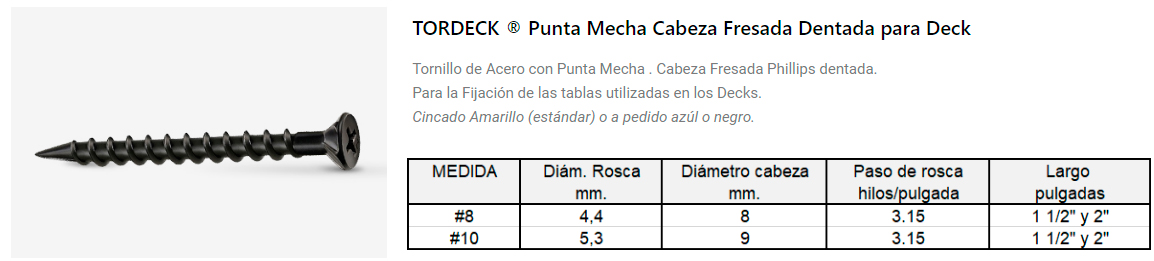 TORDECK ® Punta Mecha Cabeza Fresada Dentada para Deck
Tornillo de Acero con Punta Mecha . Cabeza Fresada Phillips dentada.
Para la Fijación de las tablas utilizadas en los Decks.
Cincado Amarillo (estándar) o a pedido azúl o negro.
MEDIDA Diám. Rosca mm. Diámetro cabeza mm. Paso de rosca hilos/pulgada Largo pulgadas
#8 4,4 8 3.15 1 1/2" y 2"
#10 5,3 9 3.15 1 1/2" y 2"